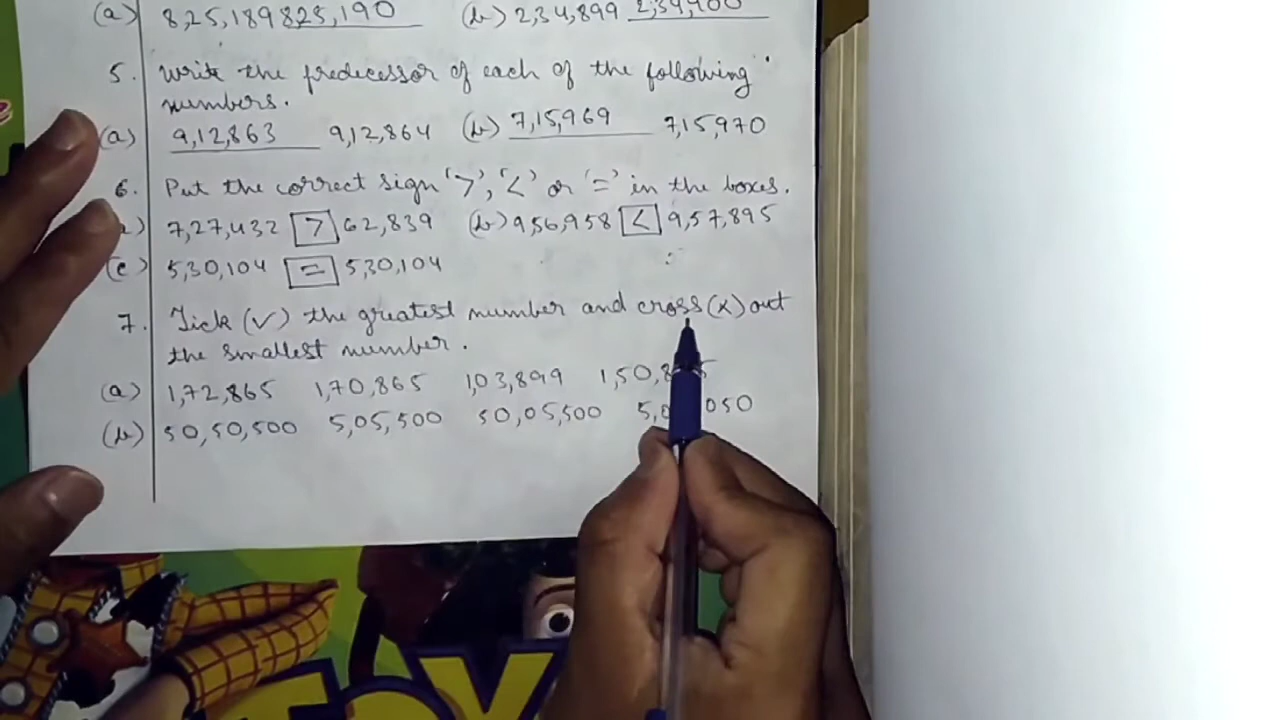 (a) 8,25,189 825,190 (b) 2,34,899
5. Write the predecessor of each of the following
numbers.
(a) 9,12,863 9,12,864 (b) 7,15,969 7,15,970
6. Put the correct sign '>', '<' or '=' in the boxes.
7,27,432 > 62,839 (b) 9,56,958 < 9,57,895
(c) 5,30,104 = 5,30,104
7. Tick (✓) the greatest number and cross (x) out
the smallest number.
(a) 1,72,865 1,70,865 1,03,899
(b) 50,50,500 5,05,500 50,05,500
TOY